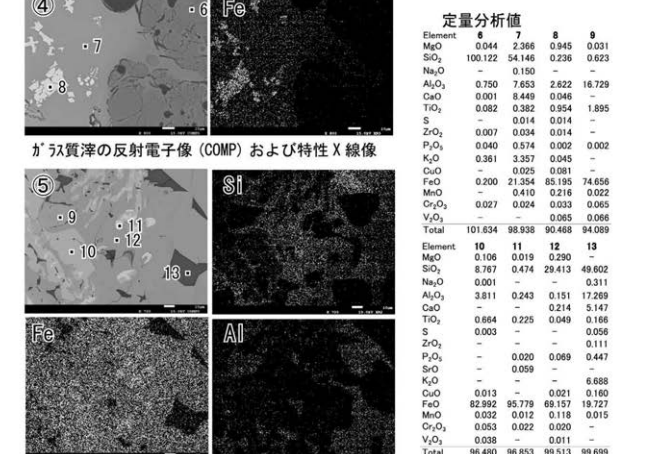 ④
・6
・7
・8
Fe
ガラス質滓の反射電子像 (COMP) および特性X線像
⑤
・9
・10
・11
・12
13・
Si
Fe
Al
定量分析値
Element 6 7 8 9
MgO 0.044 2.366 0.945 0.031
SiO₂ 100.122 54.146 0.236 0.623
Na₂O – 0.150 – –
Al₂O₃ 0.750 7.653 2.622 16.729
CaO 0.001 8.449 0.046 –
TiO₂ 0.082 0.382 0.954 1.895
S – 0.014 0.014 –
ZrO₂ 0.007 0.034 0.014 –
P₂O₅ 0.040 0.574 0.002 0.002
K₂O 0.361 3.357 0.045 –
CuO – 0.025 0.081 –
FeO 0.200 21.354 85.195 74.656
MnO – 0.410 0.216 0.022
Cr₂O₃ 0.027 0.024 0.033 0.065
V₂O₃ – – 0.065 0.066
Total 101.634 98.938 90.468 94.089
Element 10 11 12 13
MgO 0.106 0.019 0.290 –
SiO₂ 8.767 0.474 29.413 49.602
Na₂O 0.001 – – 0.311
Al₂O₃ 3.811 0.243 0.151 17.269
CaO – – 0.214 5.147
TiO₂ 0.664 0.225 0.049 0.166
S 0.003 – – 0.056
ZrO₂ – – – 0.111
P₂O₅ – 0.020 0.069 0.447
SrO – 0.059 – –
K₂O – – – 6.688
CuO 0.013 – 0.021 0.160
FeO 82.992 95.779 69.157 19.727
MnO 0.032 0.012 0.118 0.015
Cr₂O₃ 0.053 0.022 0.020 –
V₂O₃ 0.038 – 0.011 –
Total 96.480 96.853 99.513 99.699